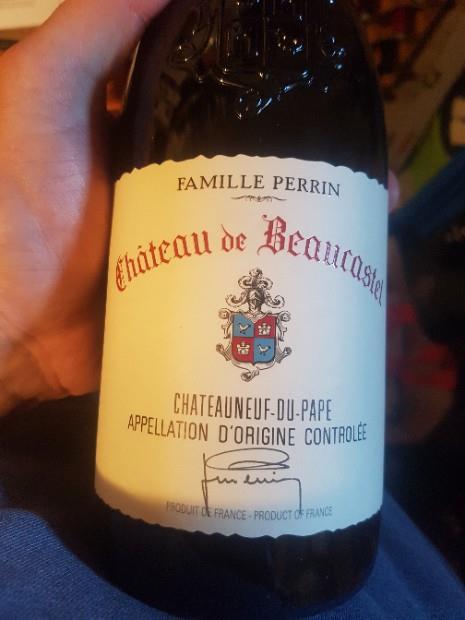 FAMILLE PERRIN
Château de Beaucastel
CHATEAUNEUF-DU-PAPE
APPELLATION D'ORIGINE CONTROLÉE
PRODUIT DE FRANCE - PRODUCT OF FRANCE